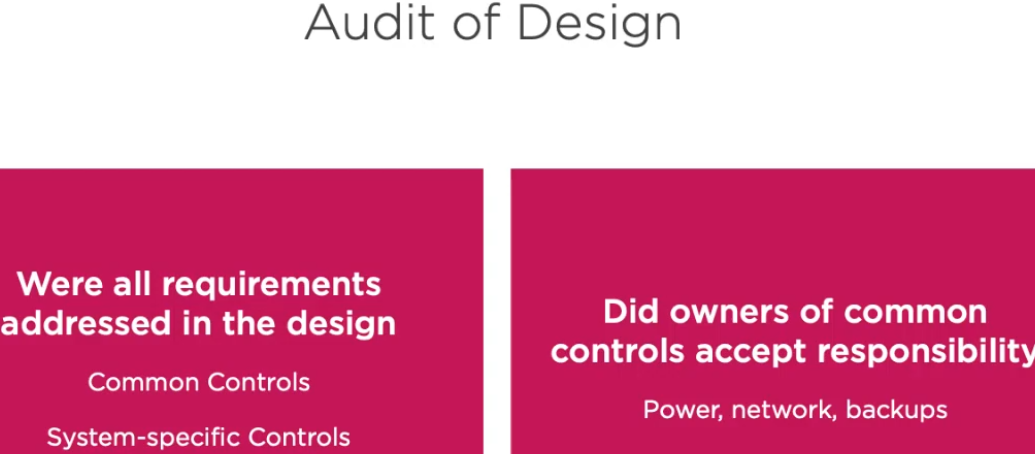 Audit of Design
Were all requirements
addressed in the design
Common Controls
System-specific Controls
Did owners of common
controls accept responsibility
Power, network, backups